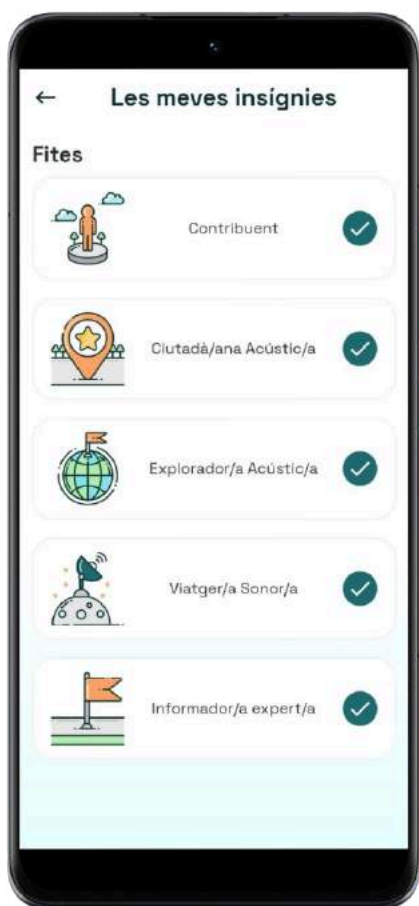 Les meves insígnies
Fites
Contribuent
Ciutadà/ana Acústic/a
Explorador/a Acústic/a
Viatger/a Sonor/a
Informador/a expert/a